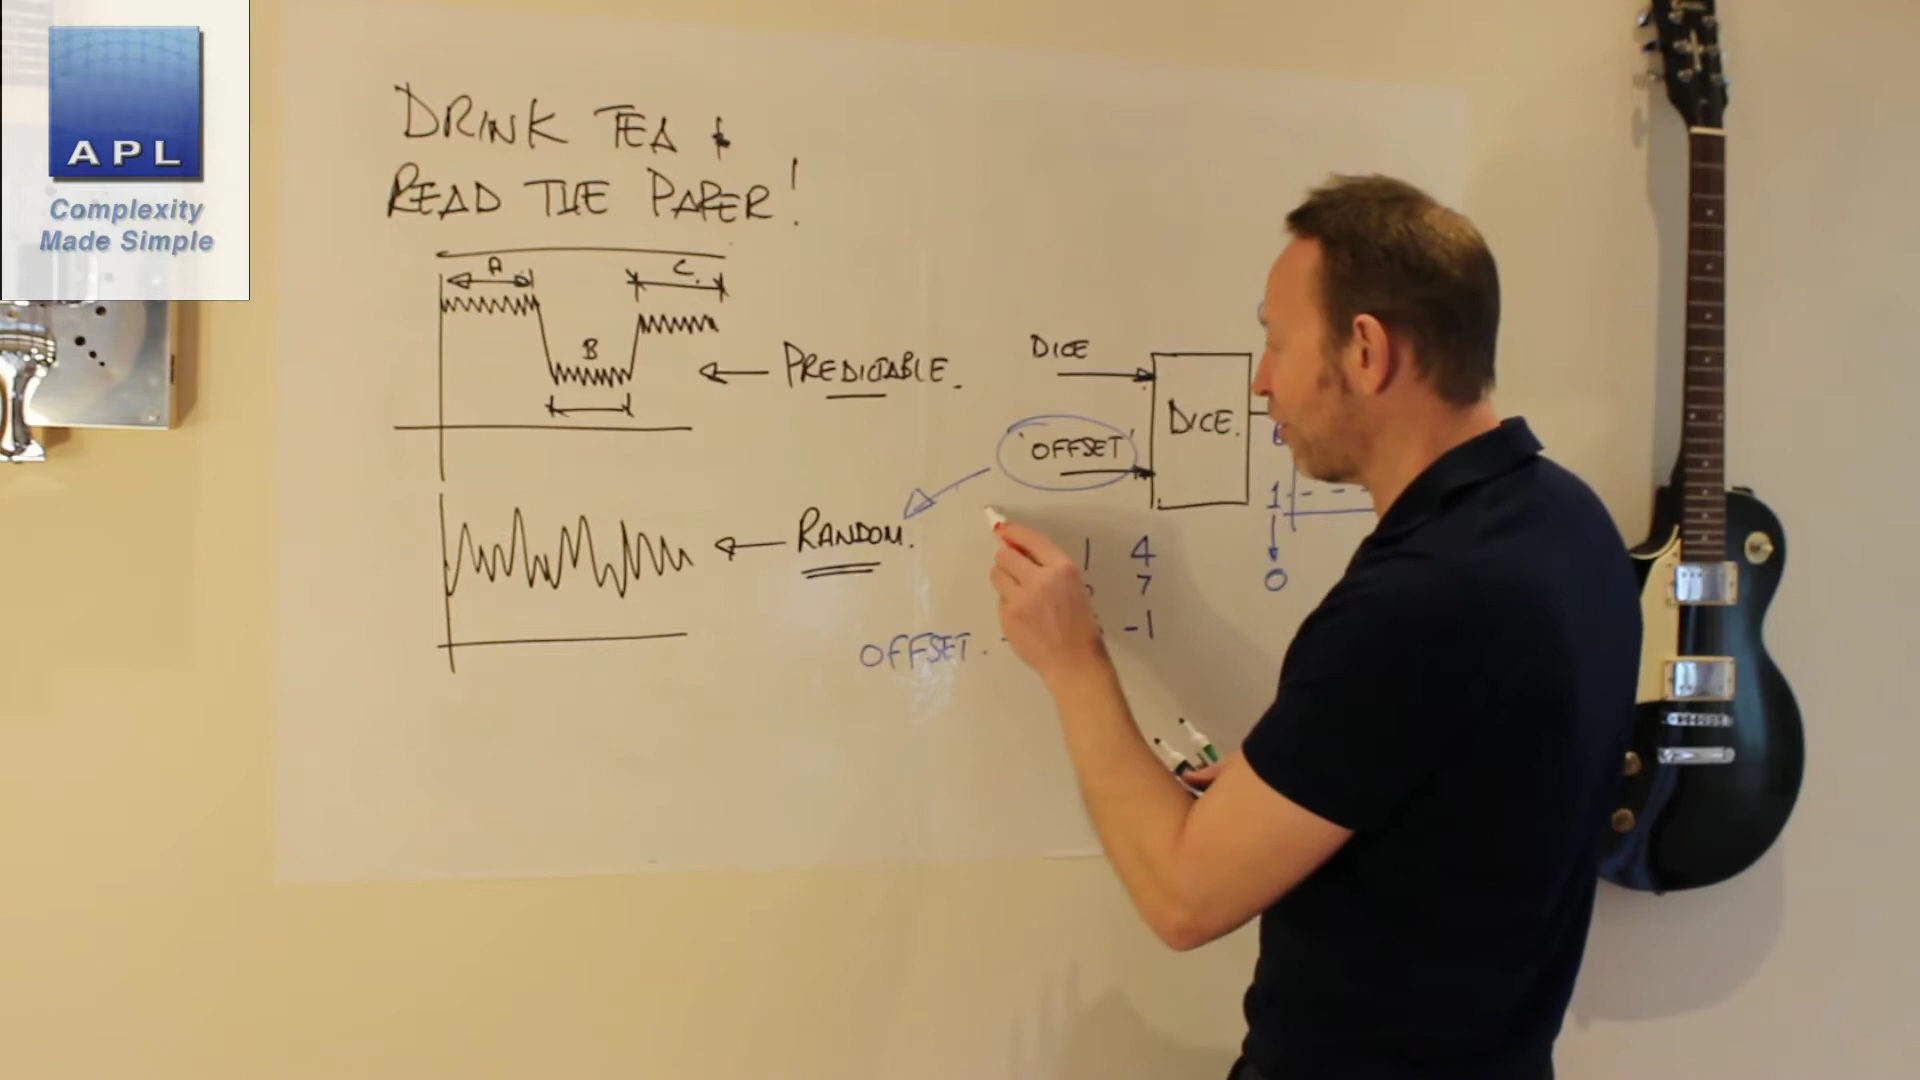 APL
Complexity
Made Simple
DRINK TEA &
READ THE PAPER!
A
C.
B
PREDICTABLE.
DICE
DICE.
'OFFSET'
1
0
RANDOM.
1 4
7
-1
OFFSET.